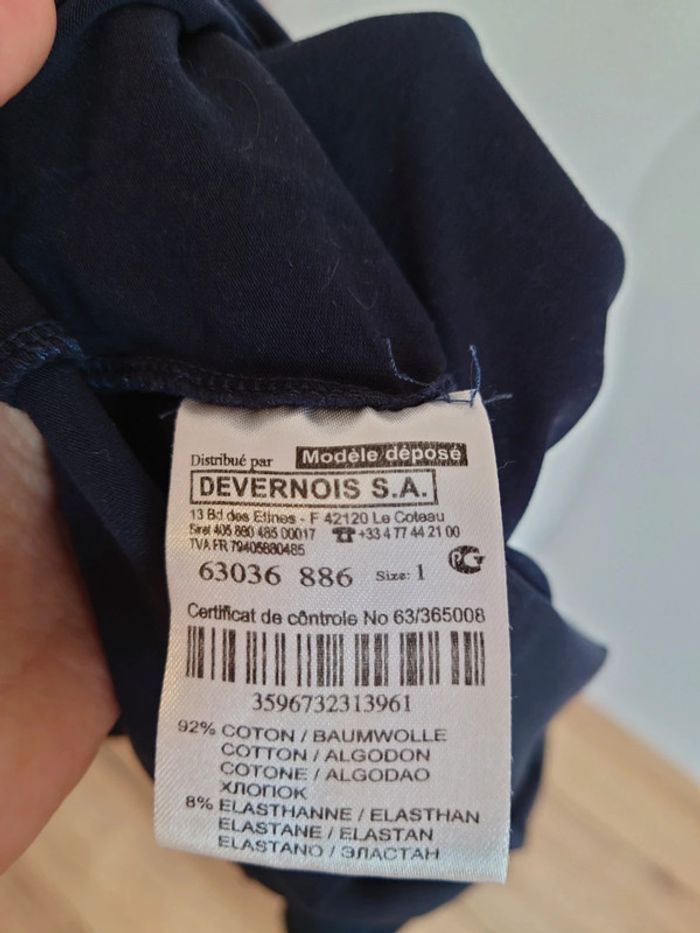 Distribué par Modèle déposé
DEVERNOIS S.A.
13 Bd des Etines - F 42120 Le Coteau
Siret 405 880 485 00017 ☎ +33 4 77 44 21 00
TVA FR 79405880485
63036 886 Size: 1
Certificat de côntrole No 63/365008
3596732313961
92% COTON / BAUMWOLLE
COTTON / ALGODON
COTONE / ALGODAO
ХЛОПОК
8% ELASTHANNE / ELASTHAN
ELASTANE / ELASTAN
ELASTANO / ЭЛАСТАН